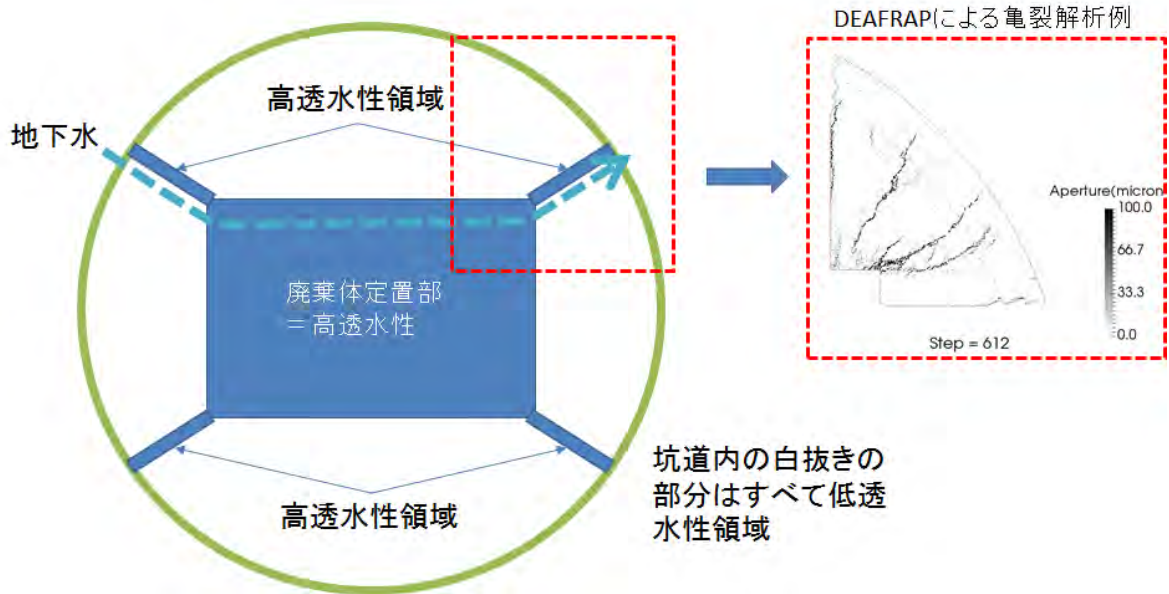 DEAFRAPによる亀裂解析例
高透水性領域
地下水
Aperture(micron
100.0
66.7
33.3
0.0
Step = 612
廃棄体定置部
＝高透水性
高透水性領域
坑道内の白抜きの
部分はすべて低透
水性領域